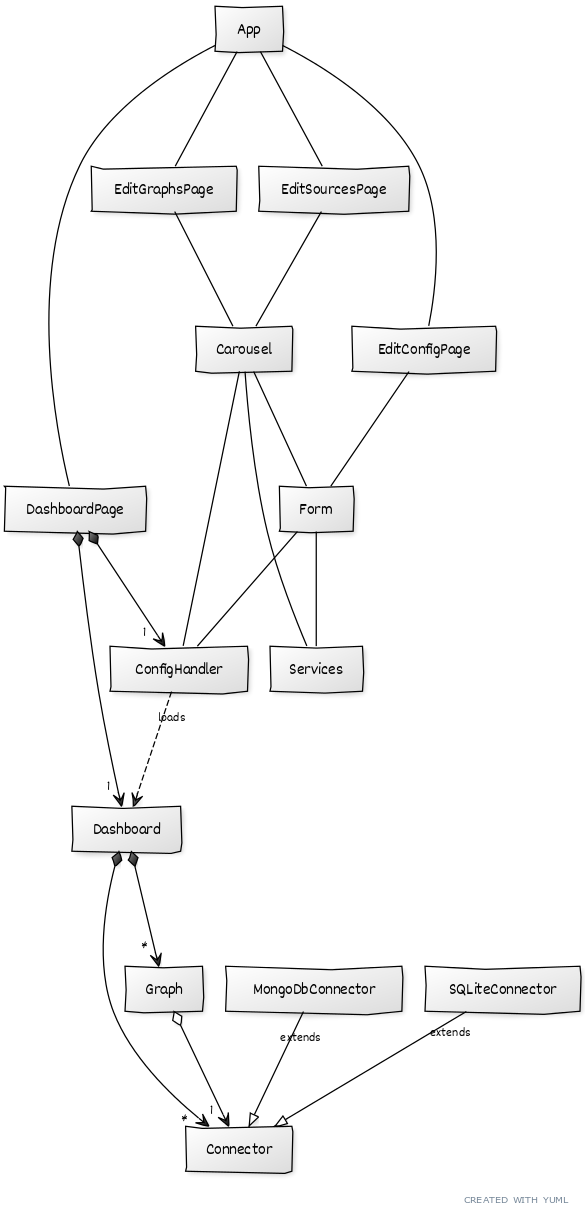 App
EditGraphsPage
EditSourcesPage
Carousel
EditConfigPage
DashboardPage
Form
1
ConfigHandler
Services
loads
1
Dashboard
*
Graph
MongoDbConnector
SQLiteConnector
extends
extends
*
1
Connector
CREATED WITH YUML